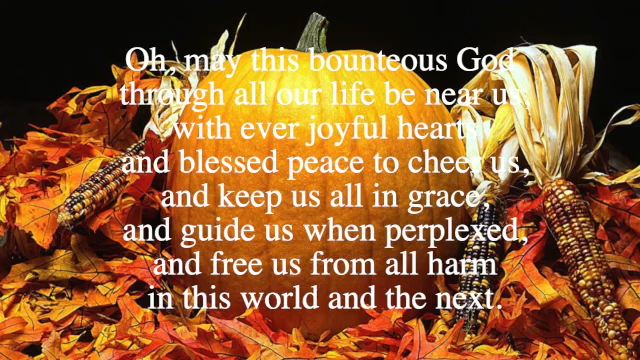 Oh, may this bounteous God
through all our life be near us,
with ever joyful hearts
and blessed peace to cheer us,
and keep us all in grace,
and guide us when perplexed,
and free us from all harm
in this world and the next.